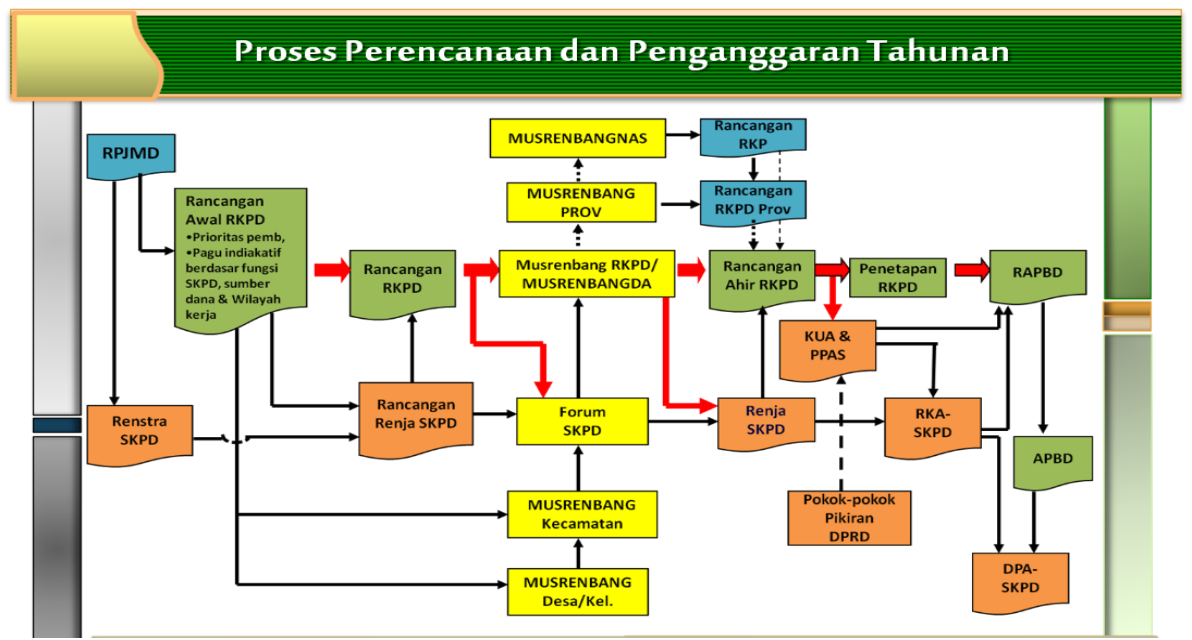 Proses Perencanaan dan Penganggaran Tahunan
RPJMD
Rancangan
Awal RKPD
•Prioritas pemb,
•Pagu indiakatif
berdasar fungsi
SKPD, sumber
dana & Wilayah
kerja
Renstra
SKPD
Rancangan
RKPD
Rancangan
Renja SKPD
MUSRENBANGNAS
MUSRENBANG
PROV
Musrenbang RKPD/
MUSRENBANGDA
Forum
SKPD
MUSRENBANG
Kecamatan
MUSRENBANG
Desa/Kel.
Rancangan
RKP
Rancangan
RKPD Prov
Rancangan
Ahir RKPD
Renja
SKPD
Penetapan
RKPD
KUA &
PPAS
Pokok-pokok
Pikiran
DPRD
RKA-
SKPD
RAPBD
APBD
DPA-
SKPD